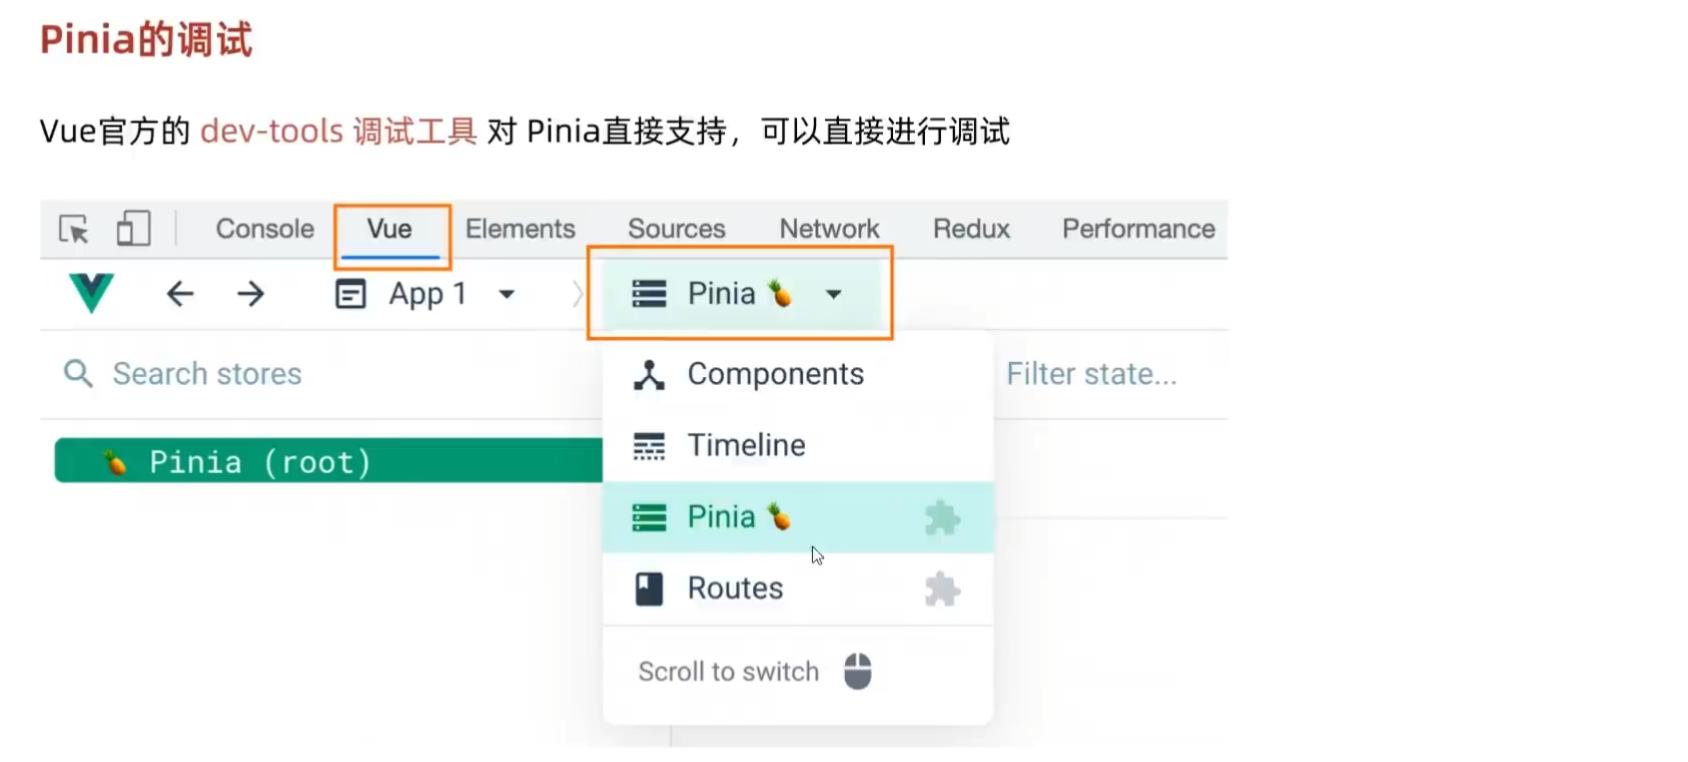 Pinia的调试
Vue官方的 dev-tools 调试工具 对 Pinia直接支持，可以直接进行调试
Console Vue Elements Sources Network Redux Performance
App 1 Pinia 🍍
Search stores
Components
Filter state...
Timeline
🍍 Pinia (root)
Pinia 🍍
Routes
Scroll to switch